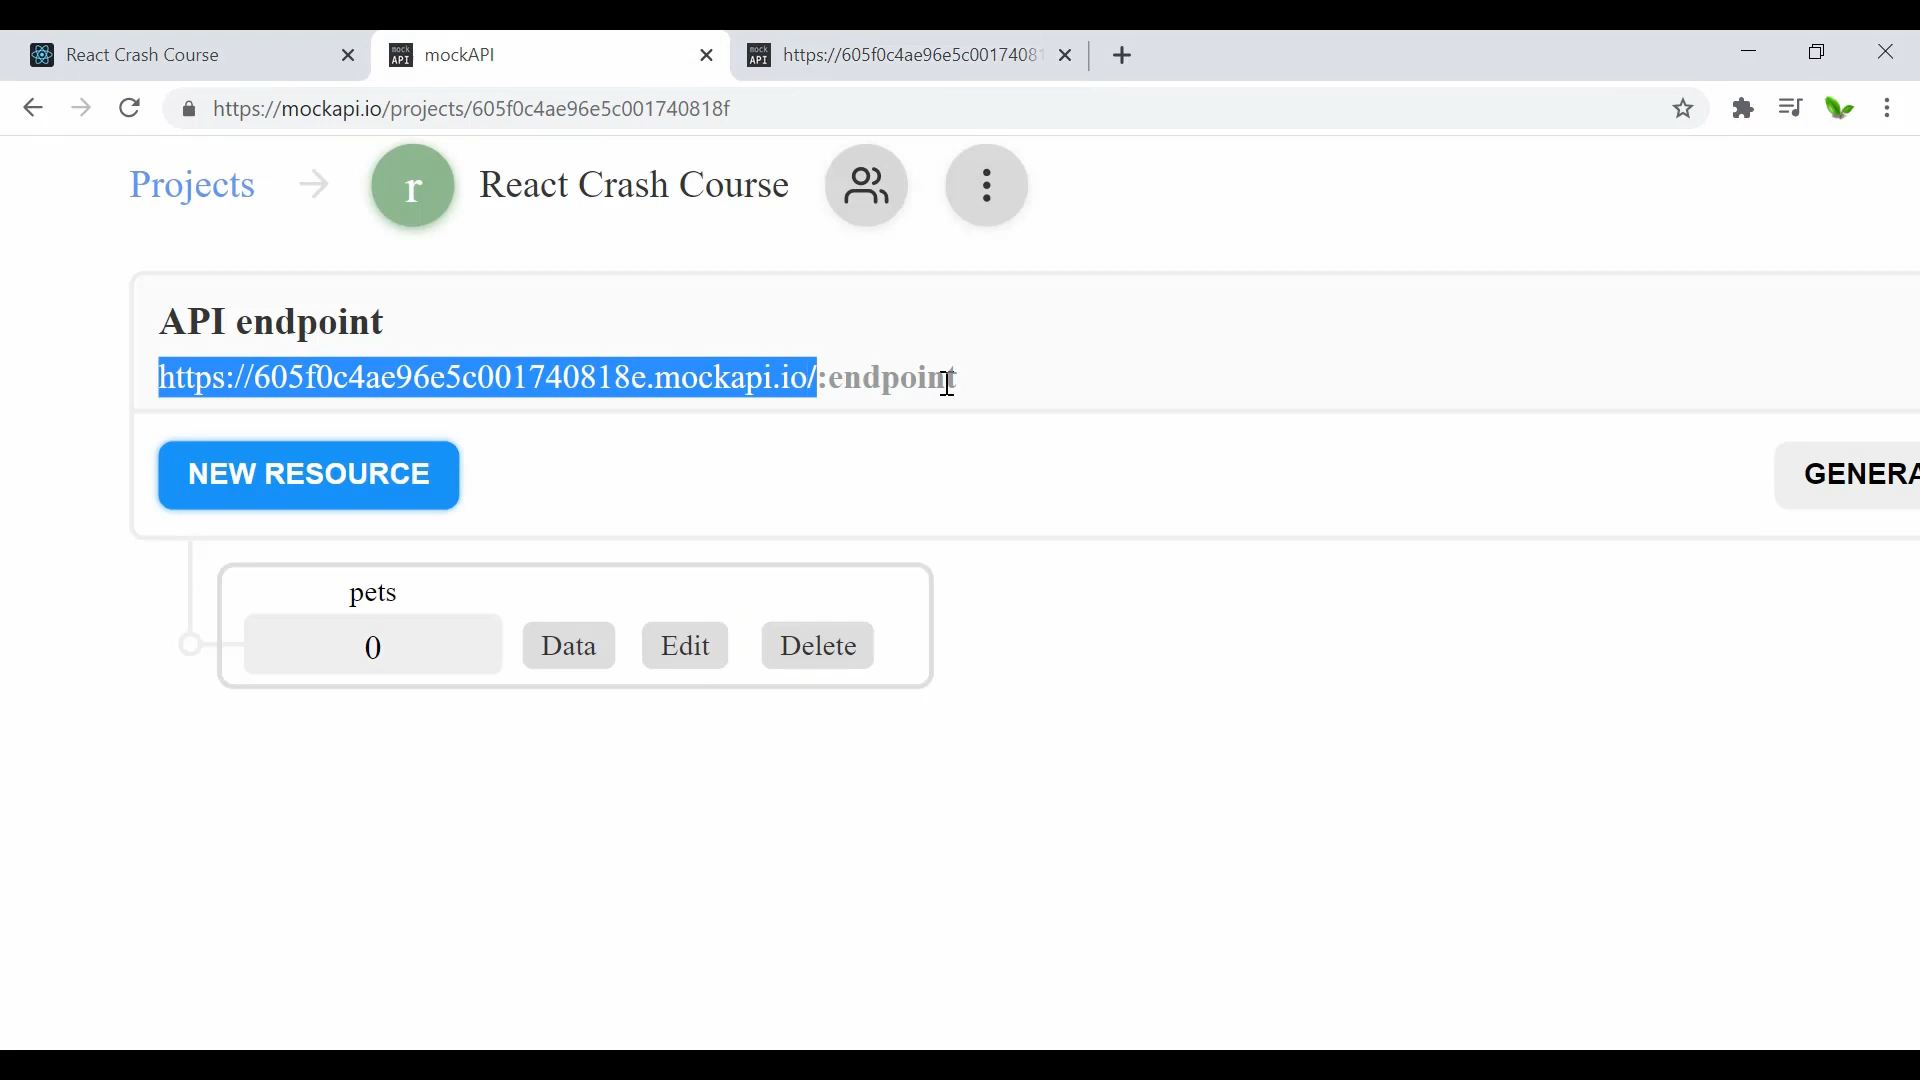 React Crash Course
mockAPI
https://605f0c4ae96e5c00174081
https://mockapi.io/projects/605f0c4ae96e5c001740818f
Projects
r
React Crash Course
API endpoint
https://605f0c4ae96e5c001740818e.mockapi.io/:endpoint
NEW RESOURCE
GENERA
pets
0
Data
Edit
Delete